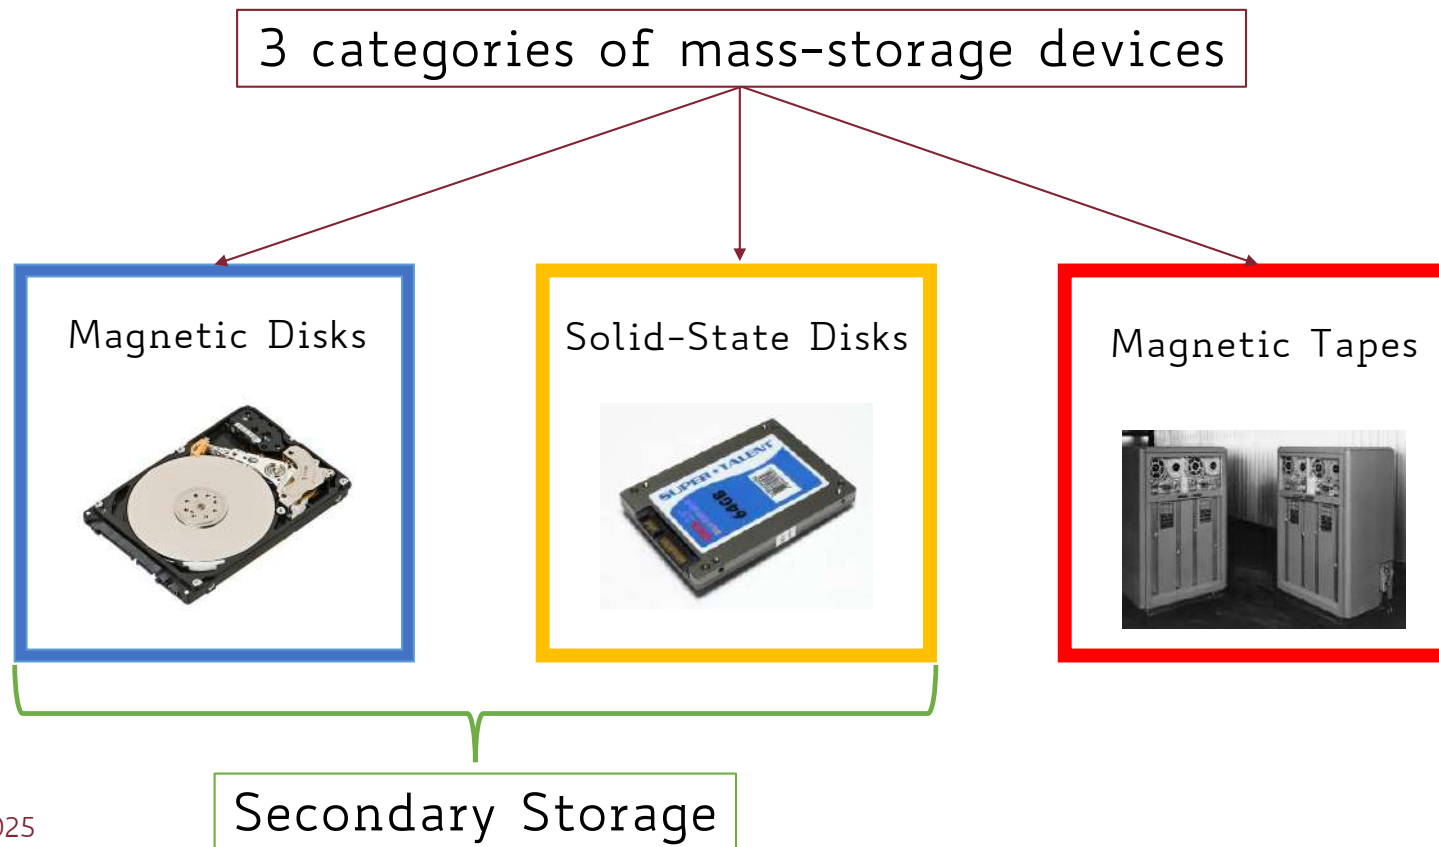 3 categories of mass-storage devices
Magnetic Disks
Solid-State Disks
Magnetic Tapes
SUPER★TALENT
64GB
Secondary Storage
025